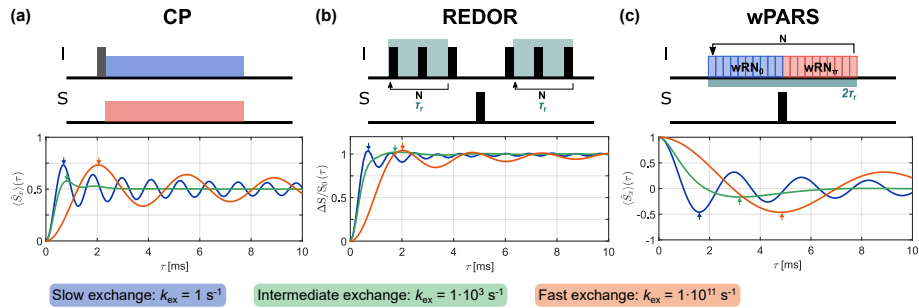 (a) CP (b) REDOR (c) wPARS
I I I
N
wRN₀ wRNπ
N N
τr τr
2τr
S S S
1
0.5
0
0 2 4 6 8 10
⟨Ŝz⟩(τ)
τ [ms]
1
0.5
0
0 2 4 6 8 10
ΔS/S₀(τ)
τ [ms]
1
0.5
0
-0.5
-1
0 2 4 6 8 10
τ [ms]
Slow exchange: kex = 1 s⁻¹ Intermediate exchange: kex = 1·10³ s⁻¹ Fast exchange: kex = 1·10¹¹ s⁻¹